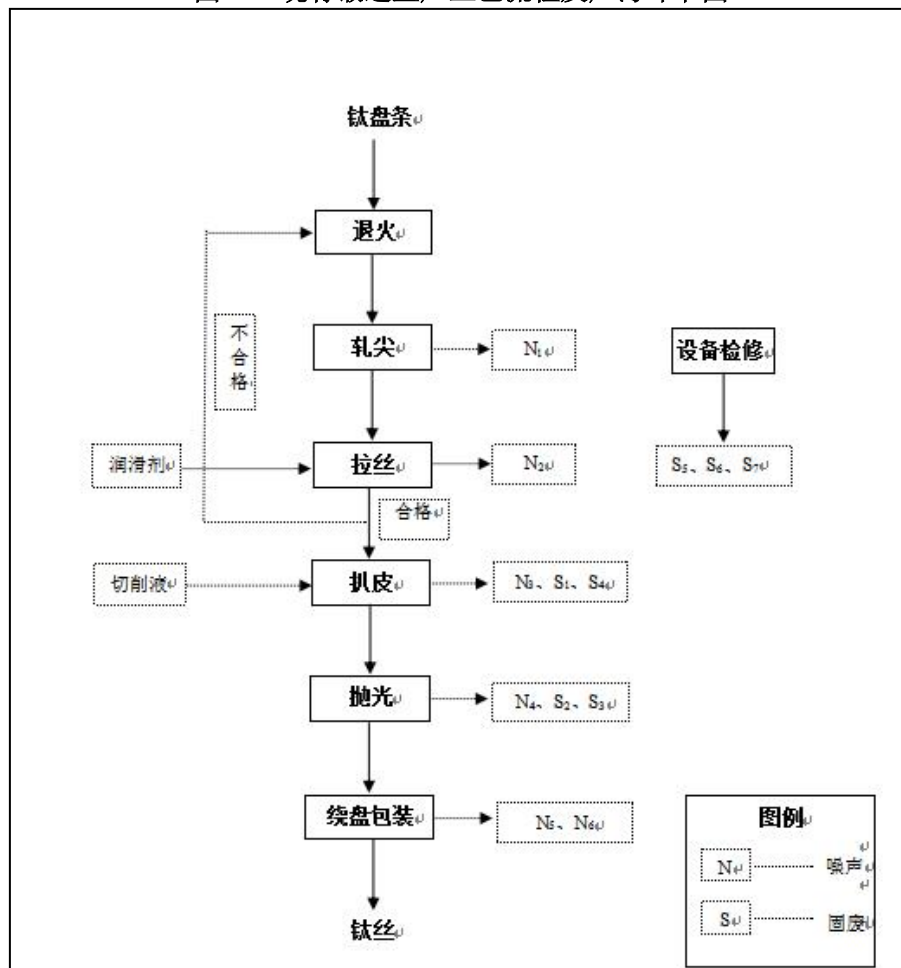 钛盘条
退火
不合格
轧尖
N₁
设备检修
润滑剂
拉丝
N₂
S₅、S₆、S₇
合格
切削液
扒皮
N₃、S₁、S₄
抛光
N₄、S₂、S₃
绕盘包装
N₅、N₆
钛丝
图例
N
噪声
S
固废